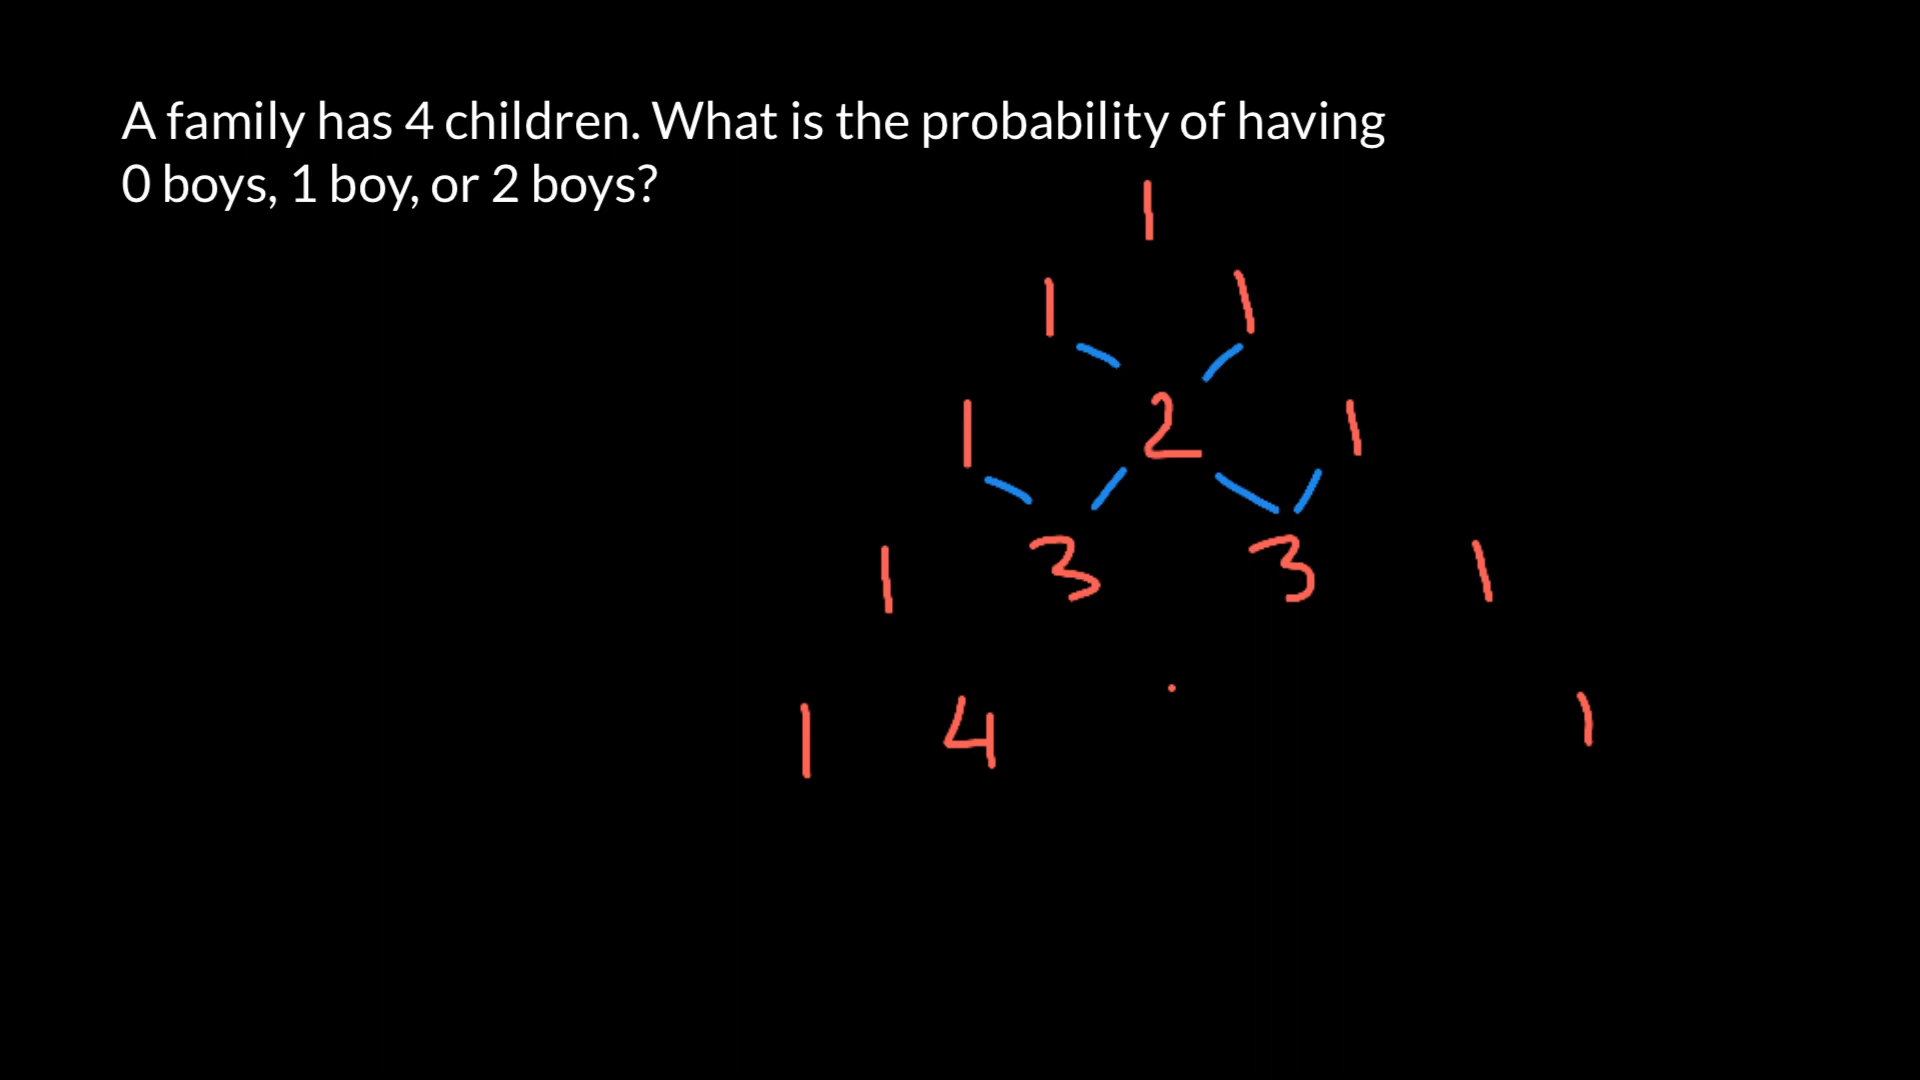 A family has 4 children. What is the probability of having
0 boys, 1 boy, or 2 boys?
1
1 1
1 2 1
1 3 3 1
1 4 1